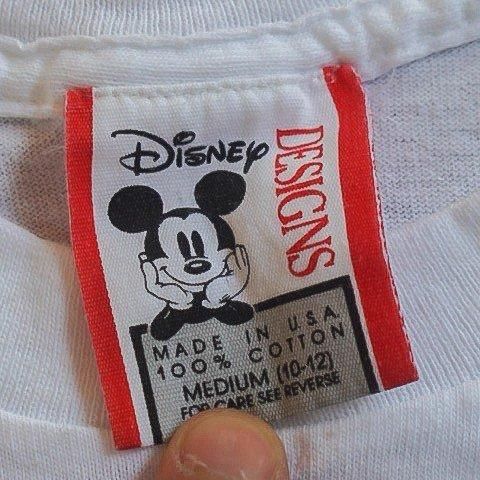 Disney
DESIGNS
MADE IN U.S.A.
100% COTTON
MEDIUM (10-12)
FOR CARE SEE REVERSE